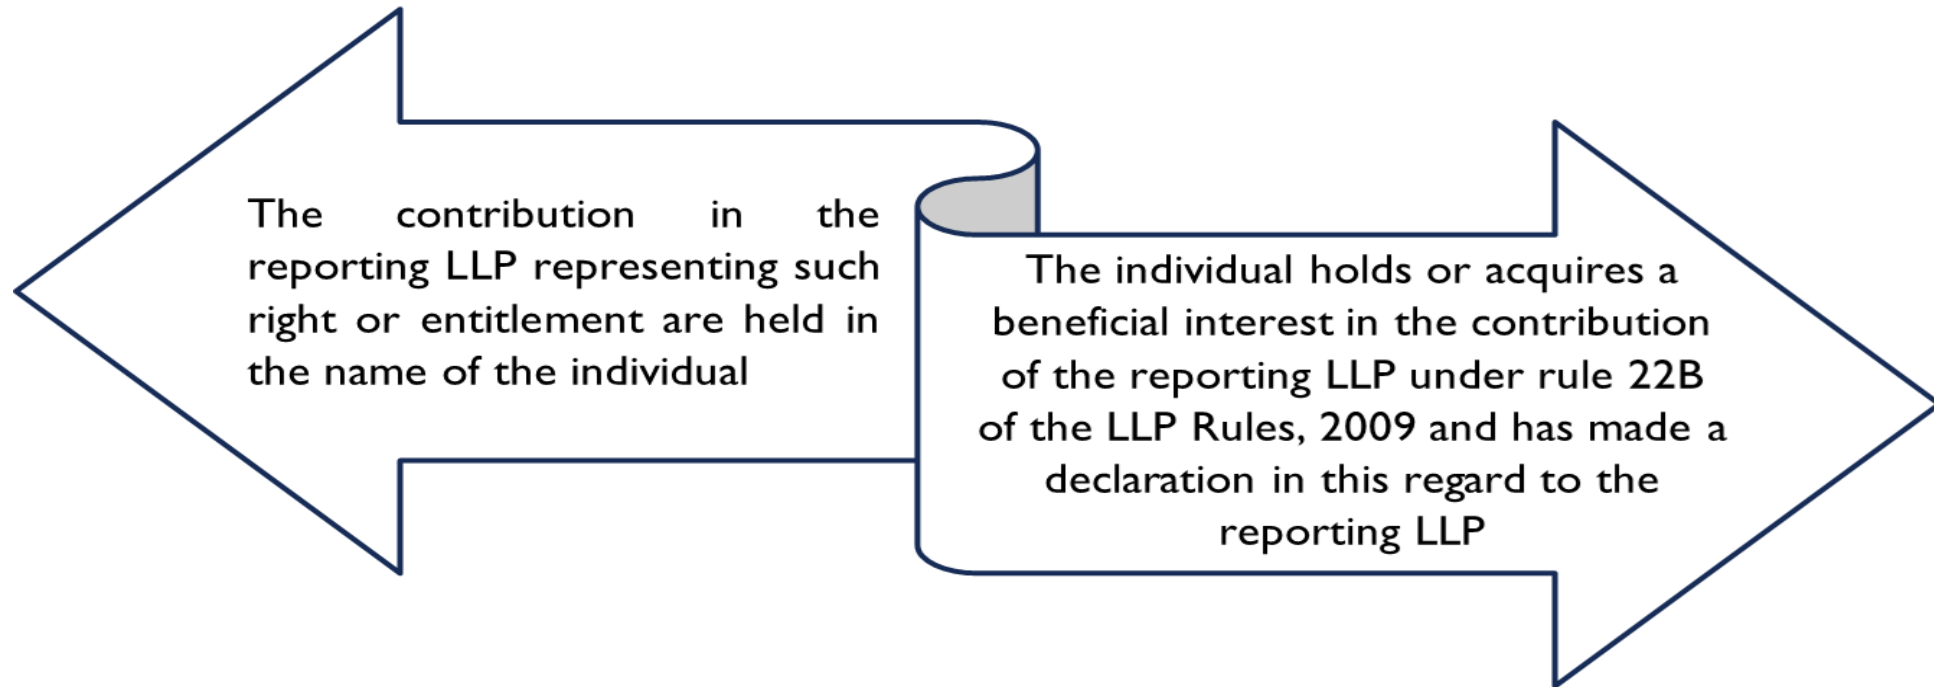 The contribution in the
reporting LLP representing such
right or entitlement are held in
the name of the individual
The individual holds or acquires a
beneficial interest in the contribution
of the reporting LLP under rule 22B
of the LLP Rules, 2009 and has made a
declaration in this regard to the
reporting LLP